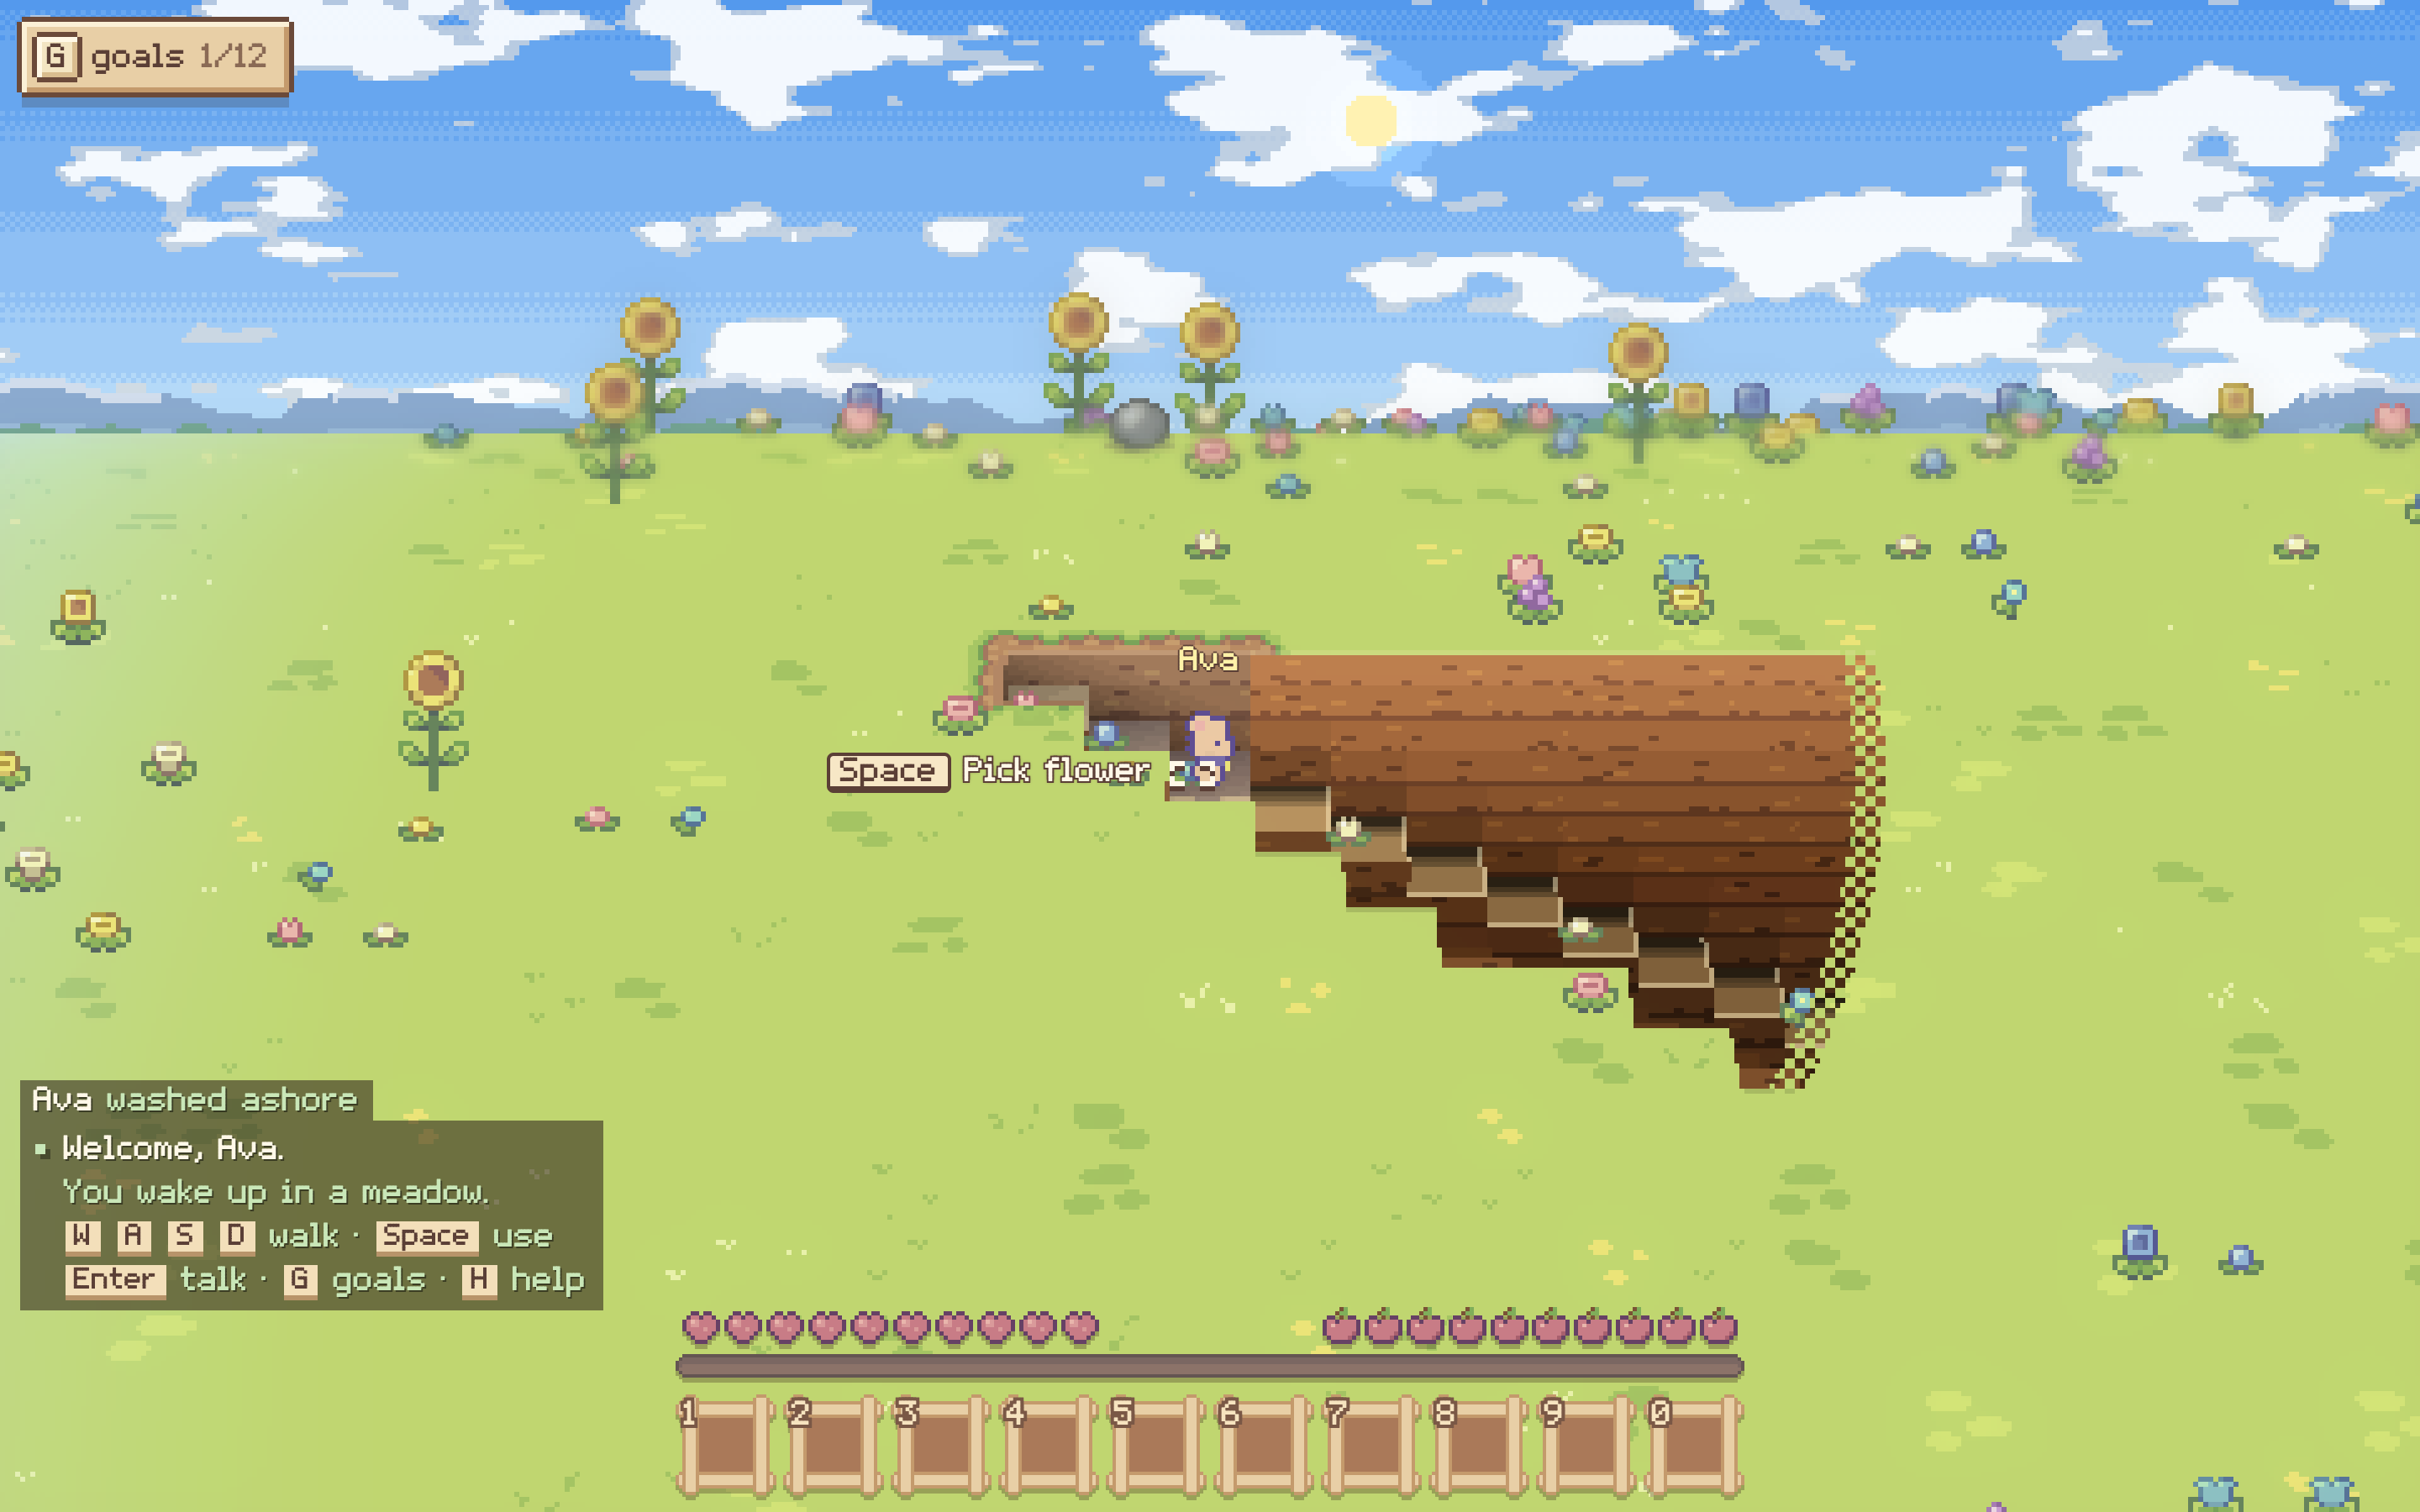 G goals 1/12
Ava
Space Pick flower
Ava washed ashore
Welcome, Ava.
You wake up in a meadow.
W A S D walk · Space use
Enter talk · G goals · H help
1 2 3 4 5 6 7 8 9 0